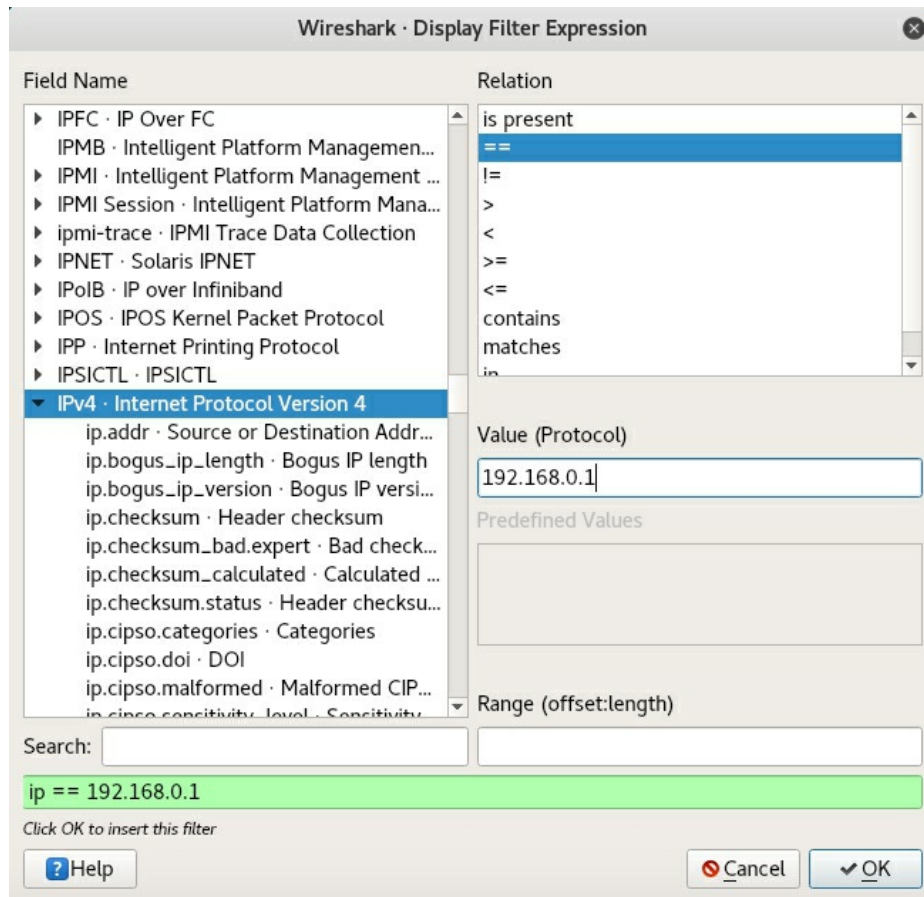 Wireshark · Display Filter Expression
Field Name
IPFC · IP Over FC
IPMB · Intelligent Platform Managemen...
IPMI · Intelligent Platform Management ...
IPMI Session · Intelligent Platform Mana...
ipmi-trace · IPMI Trace Data Collection
IPNET · Solaris IPNET
IPoIB · IP over Infiniband
IPOS · IPOS Kernel Packet Protocol
IPP · Internet Printing Protocol
IPSICTL · IPSICTL
IPv4 · Internet Protocol Version 4
ip.addr · Source or Destination Addr...
ip.bogus_ip_length · Bogus IP length
ip.bogus_ip_version · Bogus IP versi...
ip.checksum · Header checksum
ip.checksum_bad.expert · Bad check...
ip.checksum_calculated · Calculated ...
ip.checksum.status · Header checksu...
ip.cipso.categories · Categories
ip.cipso.doi · DOI
ip.cipso.malformed · Malformed CIP...
ip.cipso.sensitivity_level · Sensitivity
Relation
is present
==
!=
>
<
>=
<=
contains
matches
in
Value (Protocol)
192.168.0.1
Predefined Values
Range (offset:length)
Search:
ip == 192.168.0.1
Click OK to insert this filter
Help
Cancel
OK